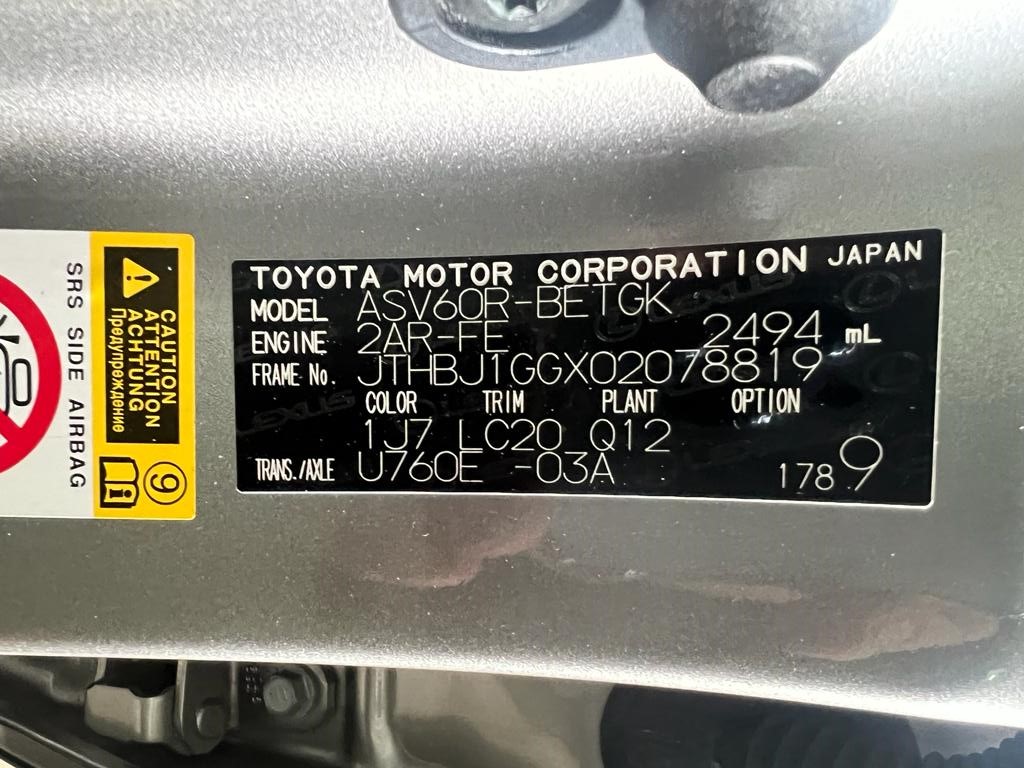 SRS SIDE AIRBAG
CAUTION
ATTENTION
ACHTUNG
Предупреждение
9
TOYOTA MOTOR CORPORATION JAPAN
MODEL ASV60R-BETGK
ENGINE 2AR-FE 2494 mL
FRAME No. JTHBJ1GGX02078819
COLOR TRIM PLANT OPTION
1J7 LC20 Q12
TRANS./AXLE U760E -03A 178 9